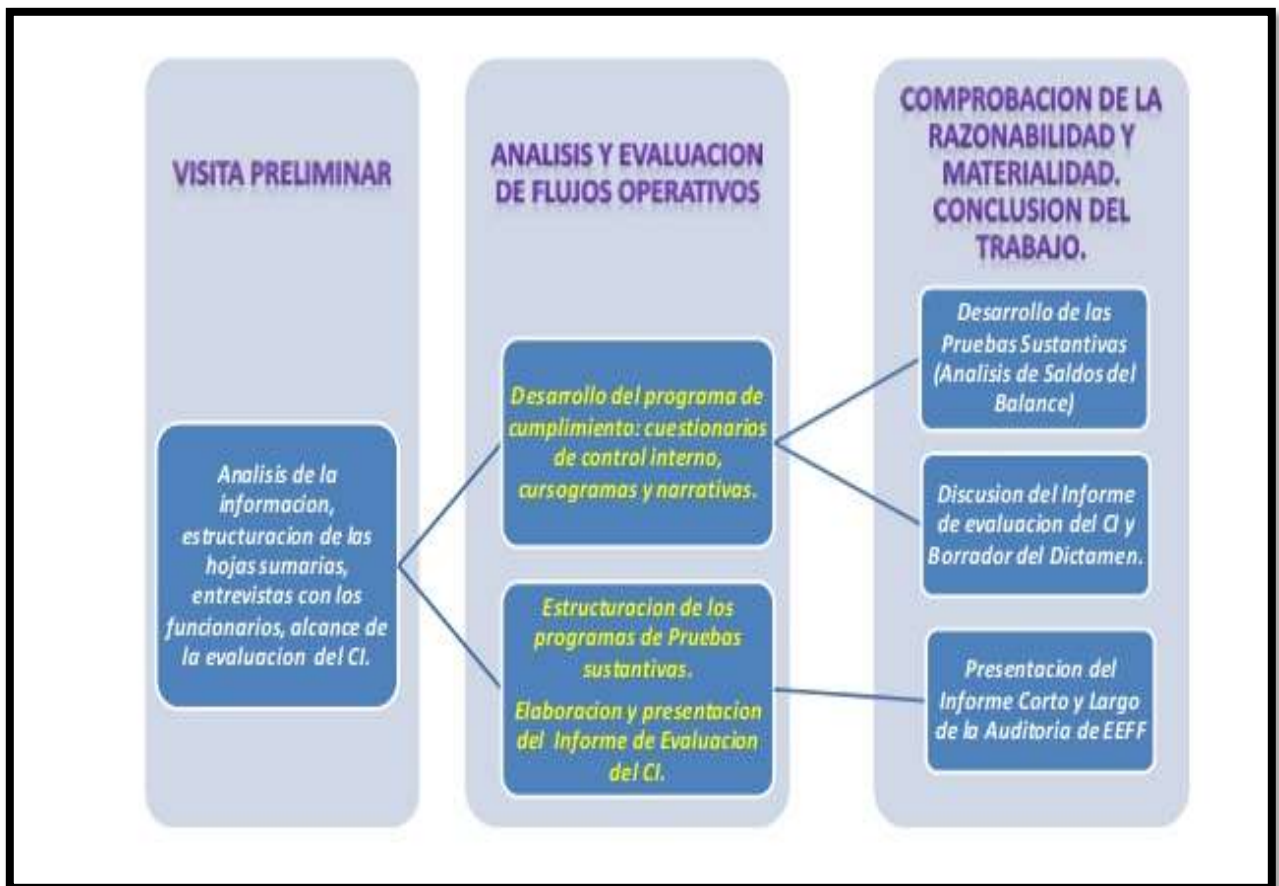 VISITA PRELIMINAR
Analisis de la
informacion,
estructuracion de las
hojas sumarias,
entrevistas con los
funcionarios, alcance de
la evaluacion del CI.
ANALISIS Y EVALUACION
DE FLUJOS OPERATIVOS
Desarrollo del programa de
cumplimiento: cuestionarios
de control interno,
cursogramas y narrativas.
Estructuracion de los
programas de Pruebas
sustantivas.
Elaboracion y presentacion
del Informe de Evaluacion
del CI.
COMPROBACION DE LA
RAZONABILIDAD Y
MATERIALIDAD.
CONCLUSION DEL
TRABAJO.
Desarrollo de las
Pruebas Sustantivas
(Analisis de Saldos del
Balance)
Discusion del Informe
de evaluacion del CI y
Borrador del Dictamen.
Presentacion del
Informe Corto y Largo
de la Auditoria de EEFF